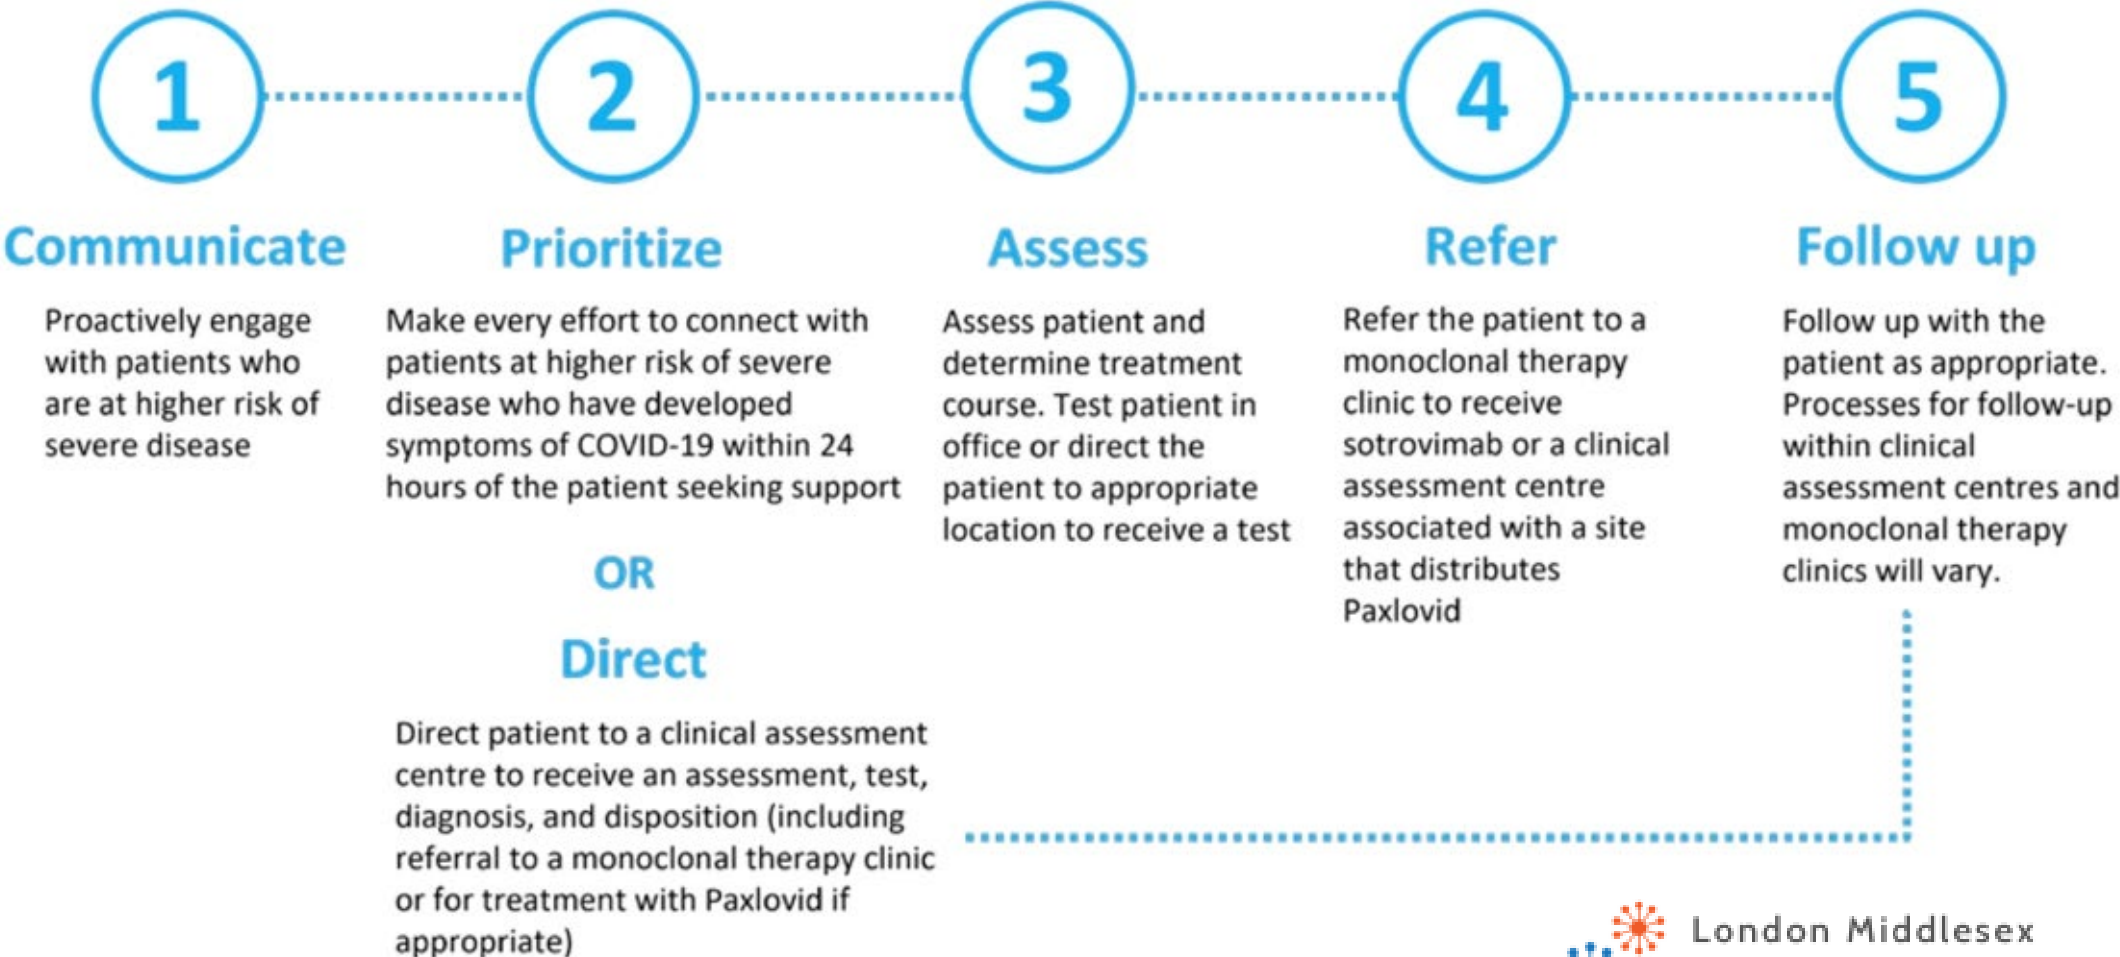 1
2
3
4
5
Communicate
Proactively engage
with patients who
are at higher risk of
severe disease
Prioritize
Make every effort to connect with
patients at higher risk of severe
disease who have developed
symptoms of COVID-19 within 24
hours of the patient seeking support
OR
Direct
Direct patient to a clinical assessment
centre to receive an assessment, test,
diagnosis, and disposition (including
referral to a monoclonal therapy clinic
or for treatment with Paxlovid if
appropriate)
Assess
Assess patient and
determine treatment
course. Test patient in
office or direct the
patient to appropriate
location to receive a test
Refer
Refer the patient to a
monoclonal therapy
clinic to receive
sotrovimab or a clinical
assessment centre
associated with a site
that distributes
Paxlovid
Follow up
Follow up with the
patient as appropriate.
Processes for follow-up
within clinical
assessment centres and
monoclonal therapy
clinics will vary.
London Middlesex